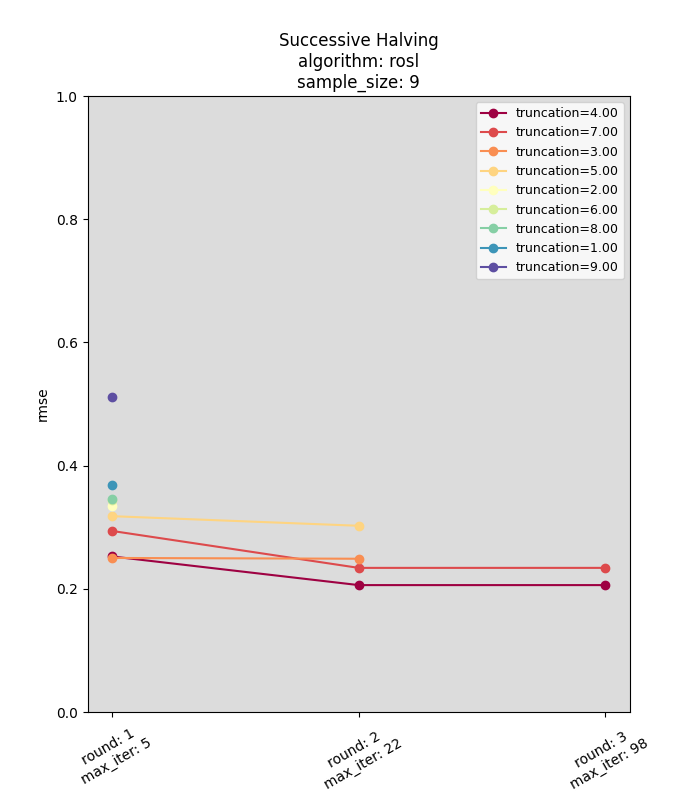 Successive Halving
algorithm: rosl
sample_size: 9
1.0
0.8
0.6
0.4
0.2
0.0
rmse
truncation=4.00
truncation=7.00
truncation=3.00
truncation=5.00
truncation=2.00
truncation=6.00
truncation=8.00
truncation=1.00
truncation=9.00
round: 1
max_iter: 5
round: 2
max_iter: 22
round: 3
max_iter: 98